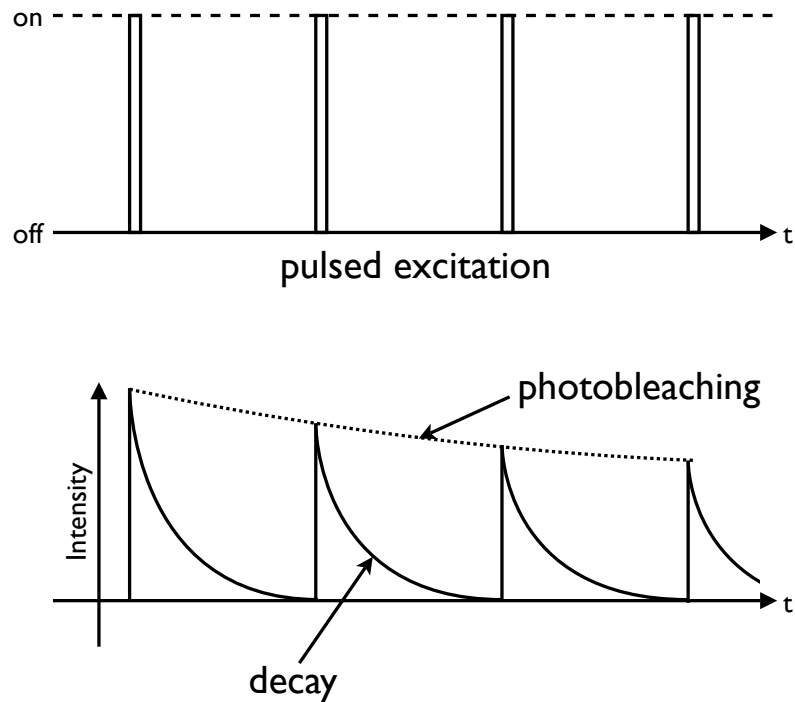 on
off
t
pulsed excitation
photobleaching
Intensity
t
decay